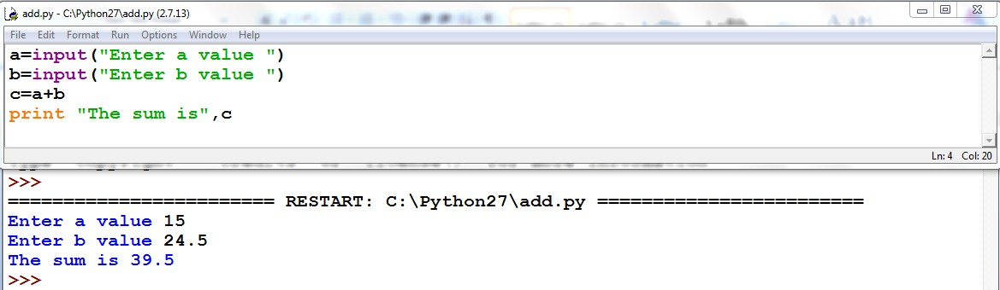 add.py - C:\Python27\add.py (2.7.13)
File Edit Format Run Options Window Help
a=input("Enter a value ")
b=input("Enter b value ")
c=a+b
print "The sum is",c
Ln: 4 Col: 20
>>>
======================== RESTART: C:\Python27\add.py ========================
Enter a value 15
Enter b value 24.5
The sum is 39.5
>>>